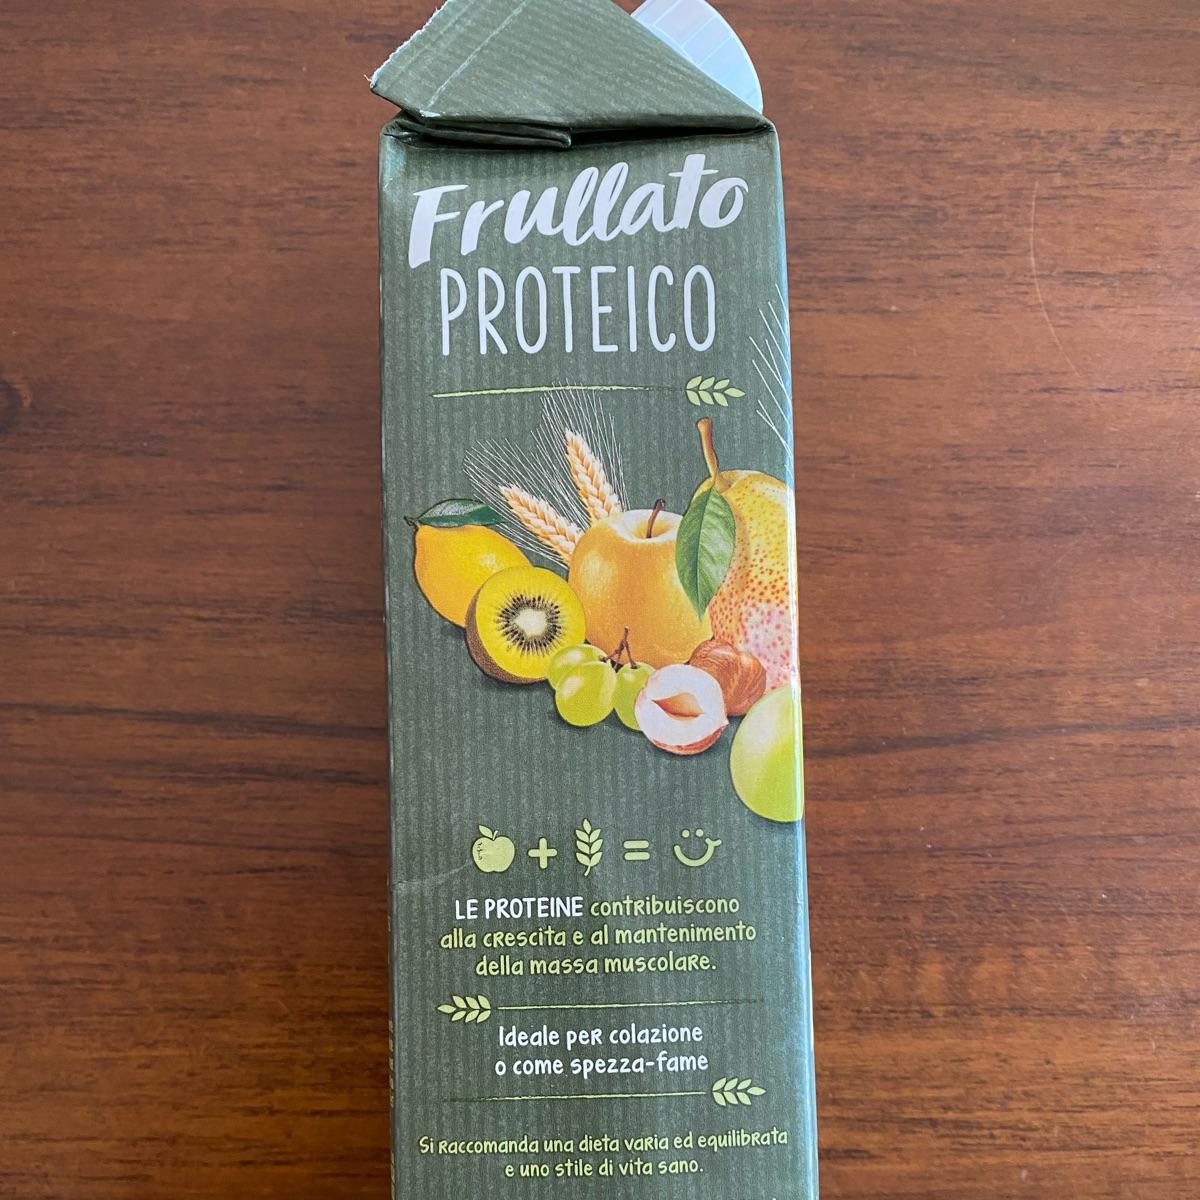 Frullato
PROTEICO
LE PROTEINE contribuiscono
alla crescita e al mantenimento
della massa muscolare.
Ideale per colazione
o come spezza-fame
Si raccomanda una dieta varia ed equilibrata
e uno stile di vita sano.